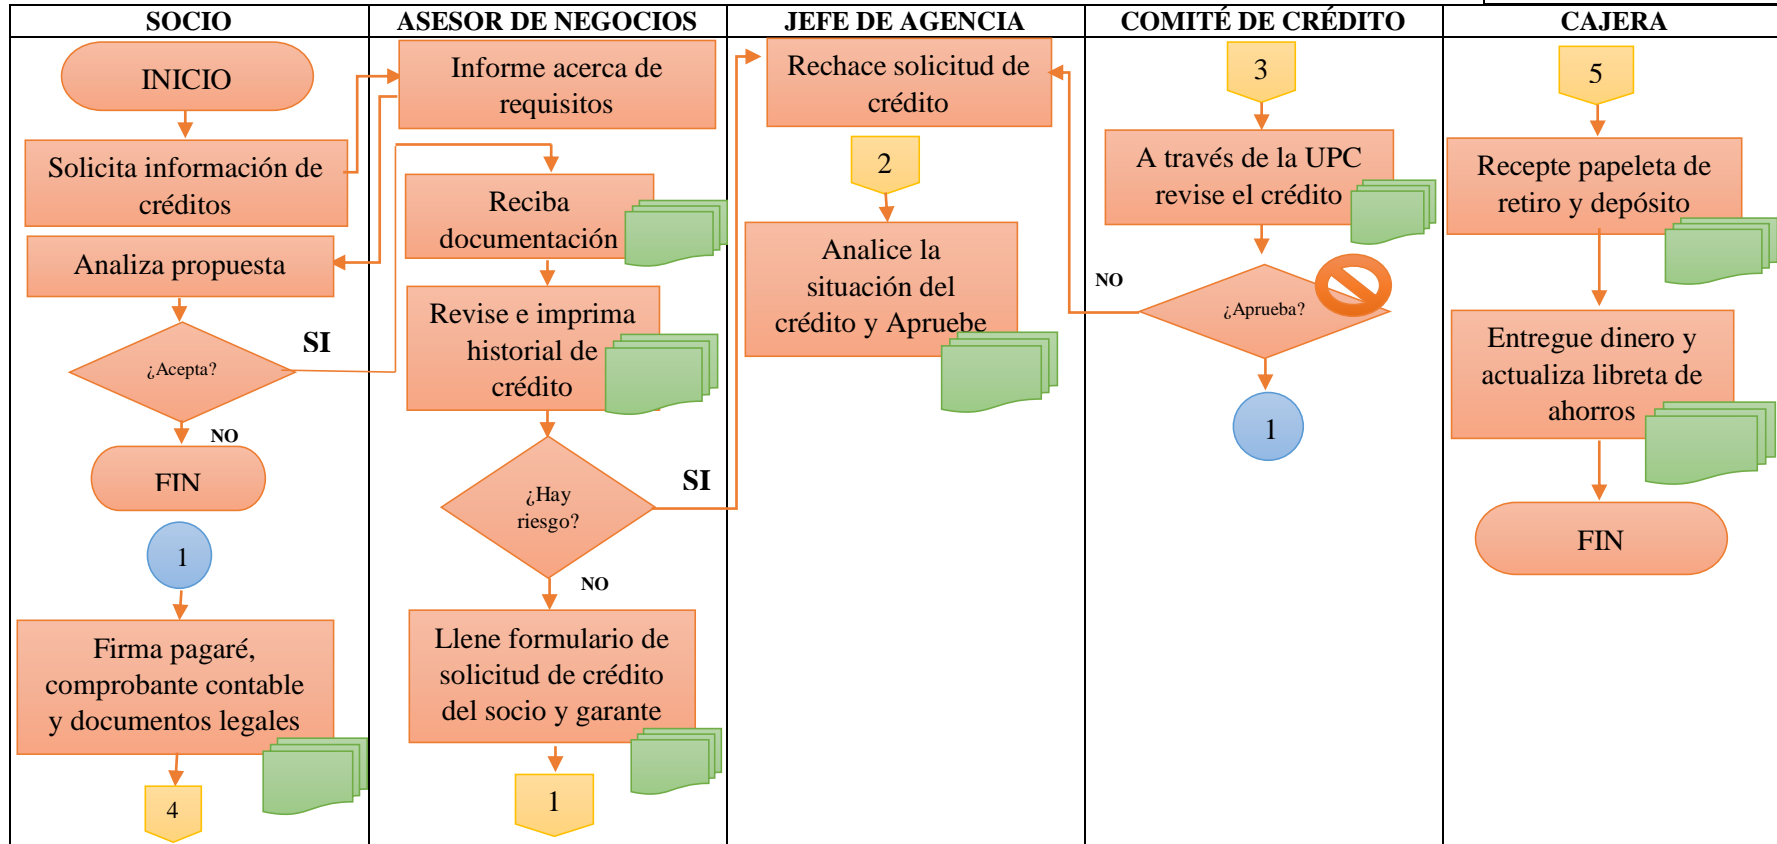 SOCIO
ASESOR DE NEGOCIOS
JEFE DE AGENCIA
COMITÉ DE CRÉDITO
CAJERA
INICIO
Solicita información de
créditos
Analiza propuesta
¿Acepta?
SI
NO
FIN
1
Firma pagaré,
comprobante contable
y documentos legales
4
Informe acerca de
requisitos
Reciba
documentación
Revise e imprima
historial de
crédito
¿Hay
riesgo?
SI
NO
Llene formulario de
solicitud de crédito
del socio y garante
1
Rechace solicitud de
crédito
2
Analice la
situación del
crédito y Apruebe
3
A través de la UPC
revise el crédito
NO
¿Aprueba?
1
5
Recepte papeleta de
retiro y depósito
Entregue dinero y
actualiza libreta de
ahorros
FIN